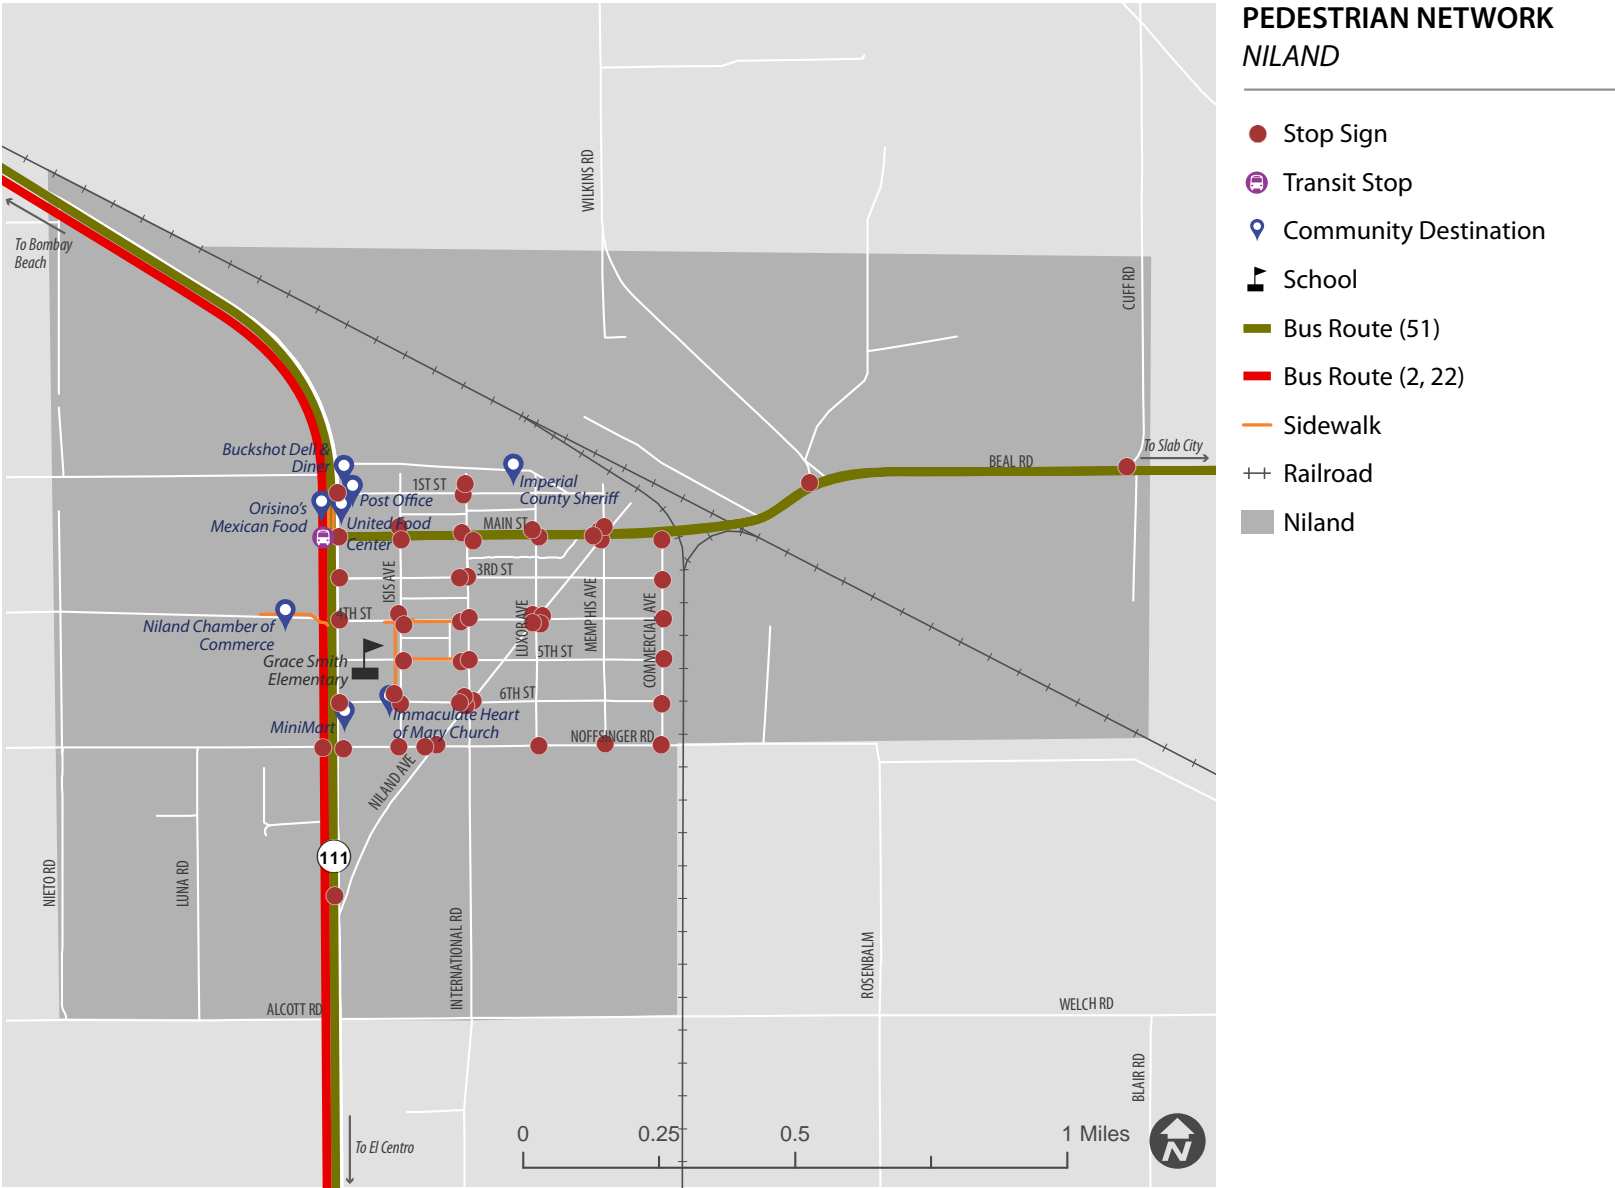 PEDESTRIAN NETWORK
NILAND
Stop Sign
Transit Stop
Community Destination
School
Bus Route (51)
Bus Route (2, 22)
Sidewalk
Railroad
Niland
WILKINS RD
To Bombay
Beach
CUFF RD
To Slab City
BEAL RD
Buckshot Deli &
Diner
1ST ST
Post Office
Imperial
County Sheriff
Orisino's
Mexican Food
United Food
Center
MAIN ST
ISIS AVE
3RD ST
4TH ST
LUXOR AVE
MEMPHIS AVE
COMMERCIAL AVE
Niland Chamber of
Commerce
Grace Smith
Elementary
5TH ST
6TH ST
Immaculate Heart
of Mary Church
MiniMart
NOFFSINGER RD
NILAND AVE
111
NIETO RD
LUNA RD
INTERNATIONAL RD
ROSENBALM
ALCOTT RD
WELCH RD
BLAIR RD
To El Centro
0
0.25
0.5
1 Miles
N